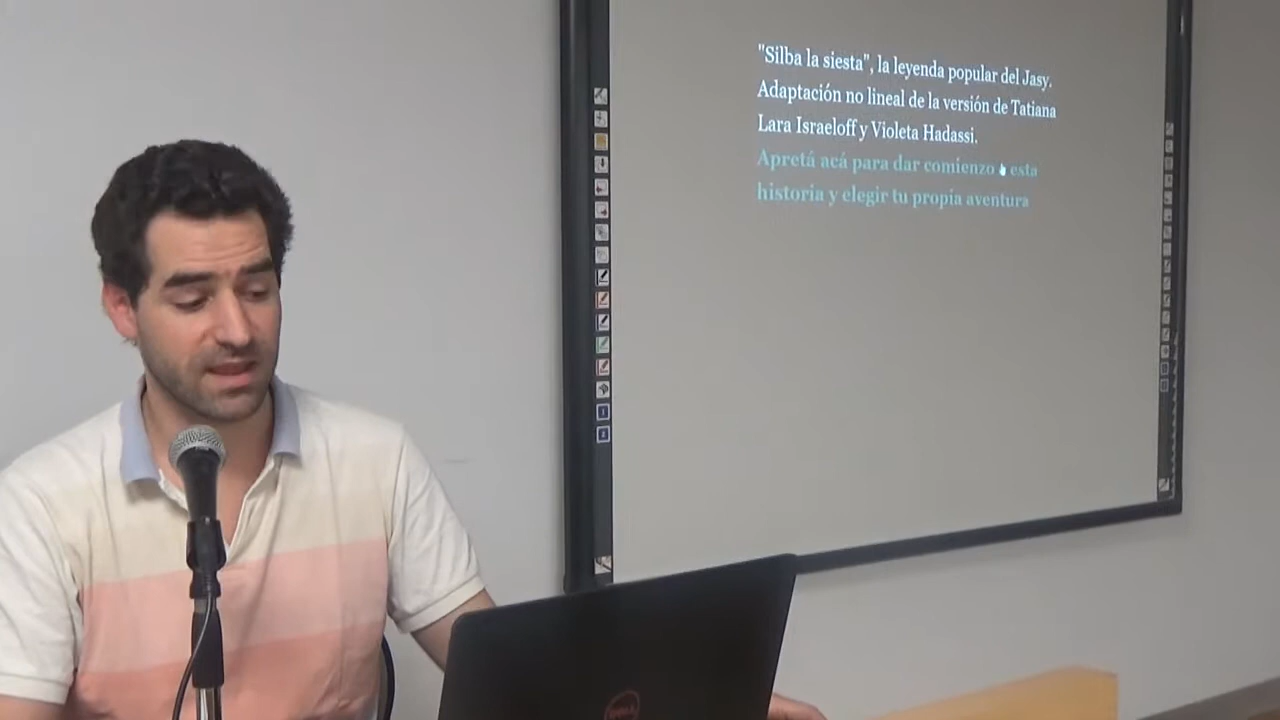 "Silba la siesta", la leyenda popular del Jasy.
Adaptación no lineal de la versión de Tatiana
Lara Israeloff y Violeta Hadassi.
Apretá acá para dar comienzo esta
historia y elegir tu propia aventura
DELL